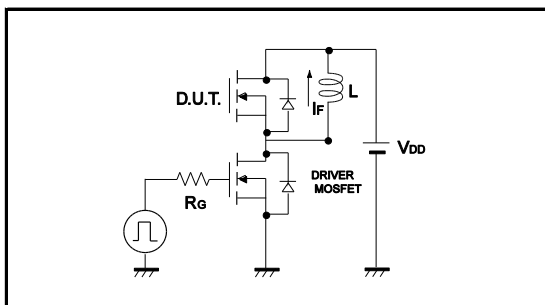 D.U.T.
IF
L
VDD
DRIVER
MOSFET
RG